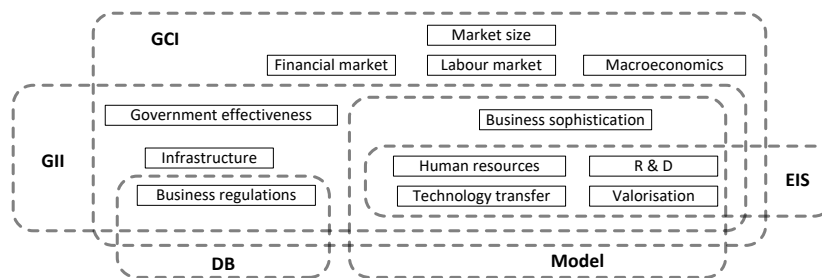 GCI
Market size
Financial market
Labour market
Macroeconomics
Government effectiveness
Business sophistication
GII
Infrastructure
Human resources
R & D
EIS
Business regulations
Technology transfer
Valorisation
DB
Model